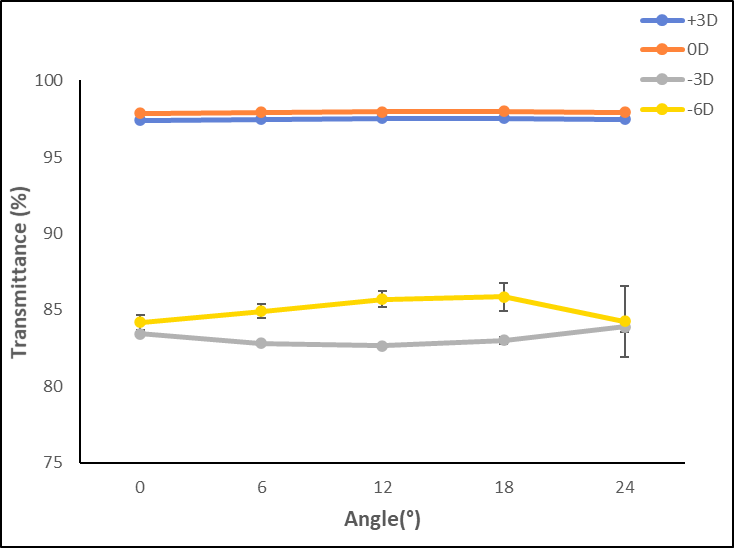 +3D
0D
-3D
-6D
100
95
90
85
80
75
Transmittance (%)
0 6 12 18 24
Angle(°)